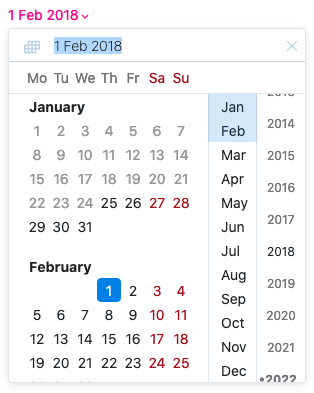 1 Feb 2018
1 Feb 2018
Mo Tu We Th Fr Sa Su
January
1 2 3 4 5 6 7
8 9 10 11 12 13 14
15 16 17 18 19 20 21
22 23 24 25 26 27 28
29 30 31
February
1 2 3 4
5 6 7 8 9 10 11
12 13 14 15 16 17 18
19 20 21 22 23 24 25
Jan
Feb
Mar
Apr
May
Jun
Jul
Aug
Sep
Oct
Nov
Dec
2014
2015
2016
2017
2018
2019
2020
2021
•2022